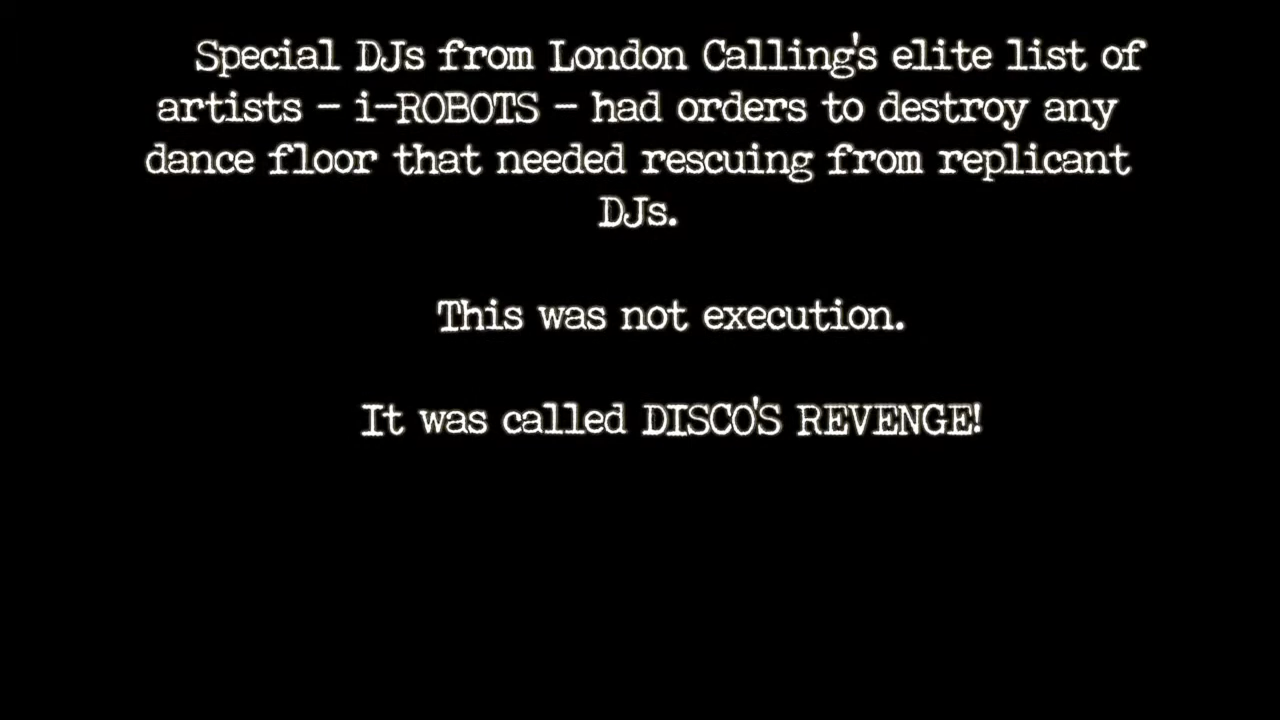 Special DJs from London Calling's elite list of
artists - i-ROBOTS - had orders to destroy any
dance floor that needed rescuing from replicant
DJs.
This was not execution.
It was called DISCO'S REVENGE!